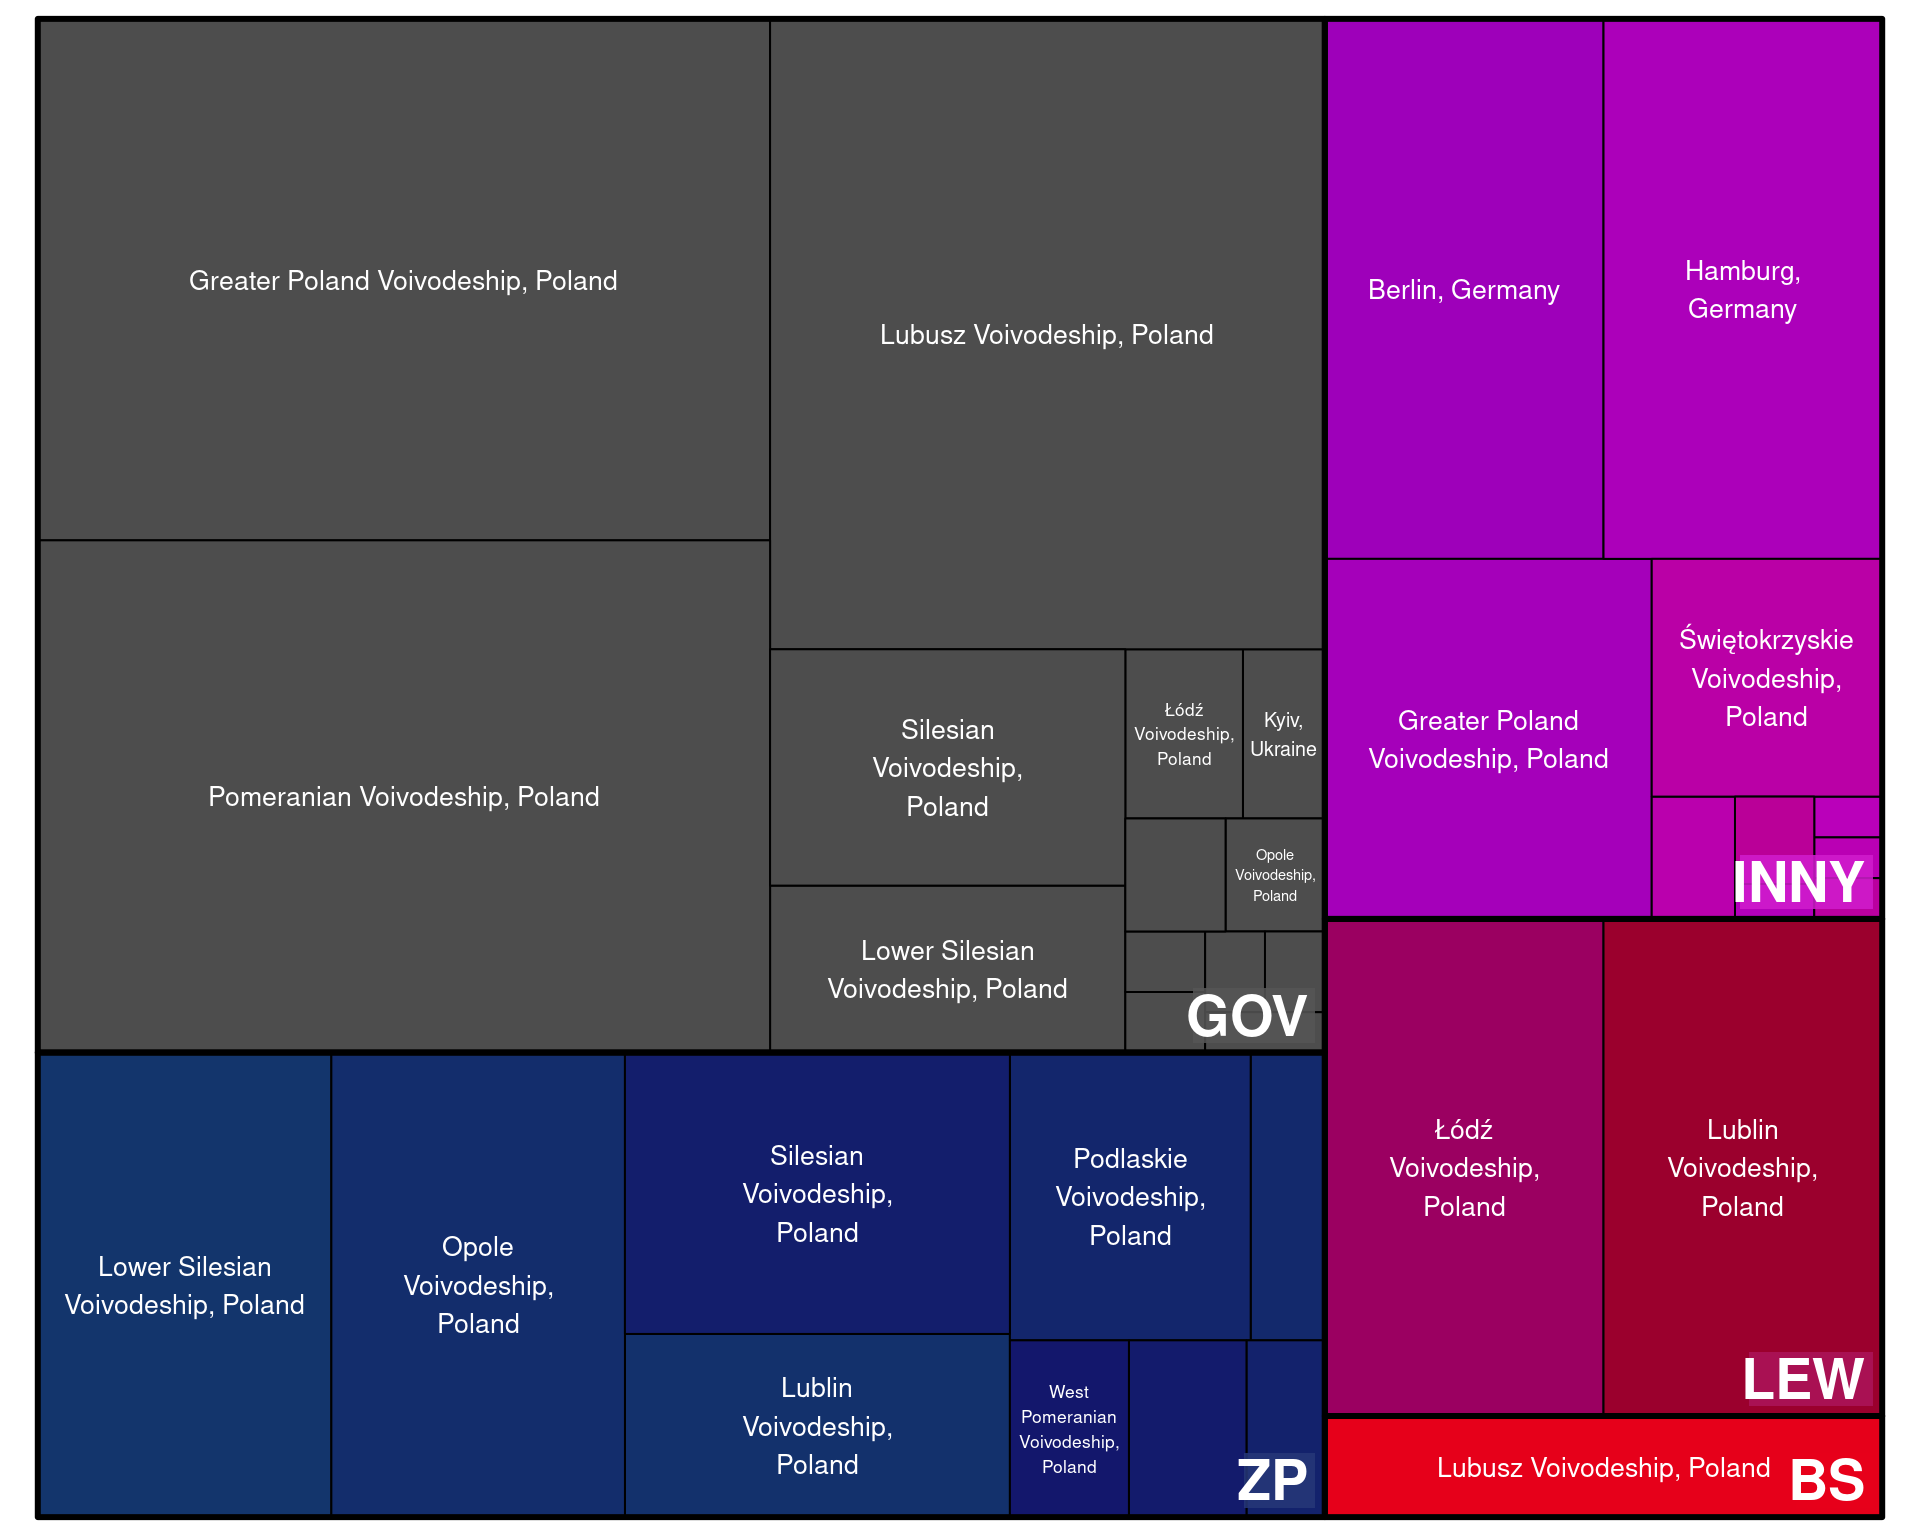 Greater Poland Voivodeship, Poland
Pomeranian Voivodeship, Poland
Lubusz Voivodeship, Poland
Silesian
Voivodeship,
Poland
Lower Silesian
Voivodeship, Poland
Łódź
Voivodeship,
Poland
Kyiv,
Ukraine
Opole
Voivodeship,
Poland
GOV
Lower Silesian
Voivodeship, Poland
Opole
Voivodeship,
Poland
Silesian
Voivodeship,
Poland
Lublin
Voivodeship,
Poland
Podlaskie
Voivodeship,
Poland
West
Pomeranian
Voivodeship,
Poland
ZP
Berlin, Germany
Hamburg,
Germany
Greater Poland
Voivodeship, Poland
Świętokrzyskie
Voivodeship,
Poland
INNY
Łódź
Voivodeship,
Poland
Lublin
Voivodeship,
Poland
LEW
Lubusz Voivodeship, Poland
BS